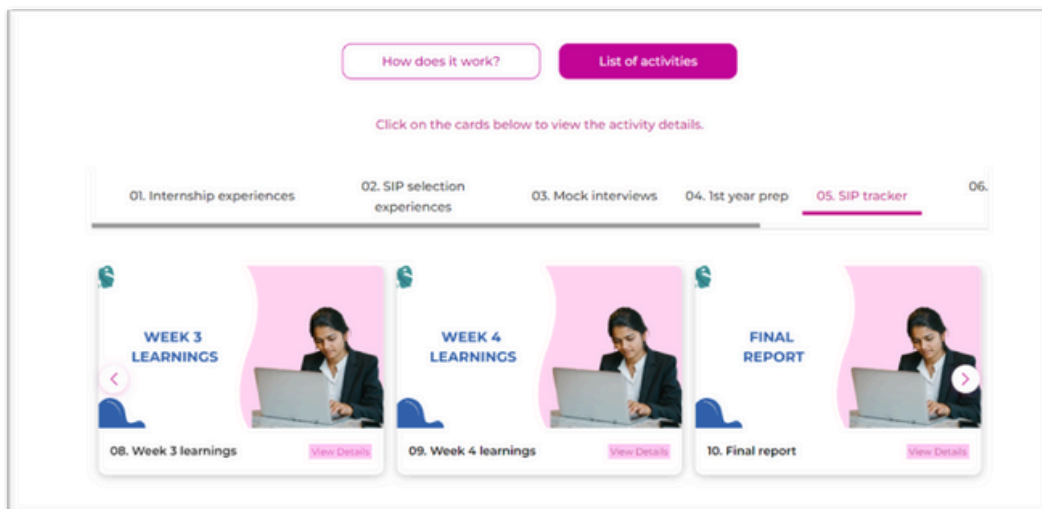 How does it work?
List of activities
Click on the cards below to view the activity details.
01. Internship experiences
02. SIP selection
experiences
03. Mock interviews
04. 1st year prep
05. SIP tracker
06.
WEEK 3
LEARNINGS
WEEK 4
LEARNINGS
FINAL
REPORT
08. Week 3 learnings
View Details
09. Week 4 learnings
View Details
10. Final report
View Details